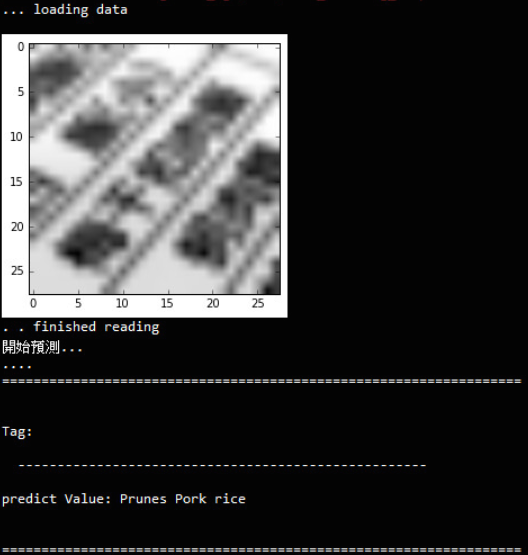 ... loading data
0
5
10
15
20
25
0 5 10 15 20 25
. . finished reading
開始預測...
....
==================================================================
Tag:
----------------------------------------------------
predict Value: Prunes Pork rice
==================================================================